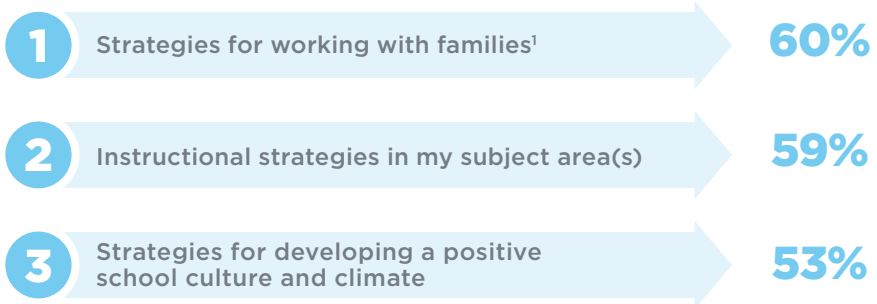 1 Strategies for working with families¹ 60%
2 Instructional strategies in my subject area(s) 59%
3 Strategies for developing a positive
school culture and climate 53%